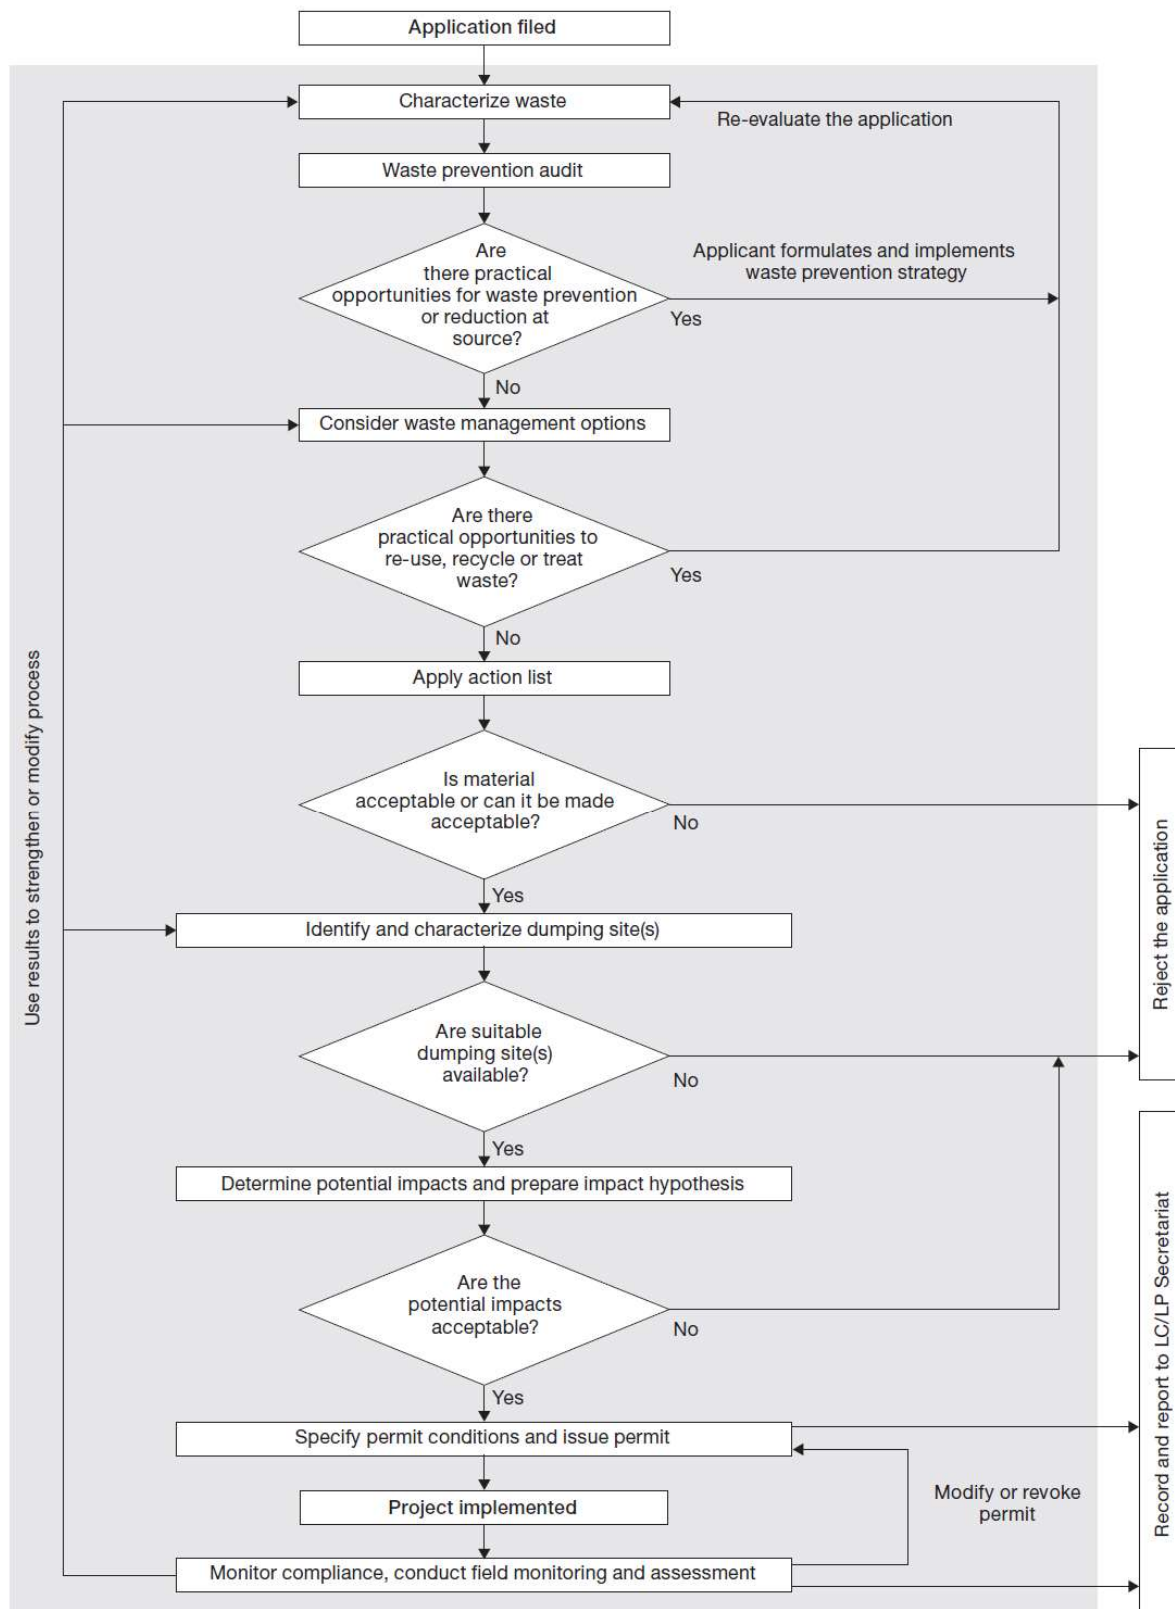 Application filed
Characterize waste
Re-evaluate the application
Waste prevention audit
Are
there practical
opportunities for waste prevention
or reduction at
source?
Applicant formulates and implements
waste prevention strategy
Yes
No
Consider waste management options
Are there
practical opportunities to
re-use, recycle or treat
waste?
Yes
No
Apply action list
Is material
acceptable or can it be made
acceptable?
No
Yes
Identify and characterize dumping site(s)
Are suitable
dumping site(s)
available?
No
Yes
Determine potential impacts and prepare impact hypothesis
Are the
potential impacts
acceptable?
No
Yes
Specify permit conditions and issue permit
Project implemented
Modify or revoke
permit
Monitor compliance, conduct field monitoring and assessment
Use results to strengthen or modify process
Reject the application
Record and report to LC/LP Secretariat